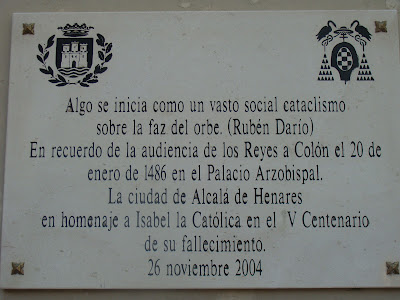 Algo se inicia como un vasto social cataclismo
sobre la faz del orbe. (Rubén Darío)
En recuerdo de la audiencia de los Reyes a Colón el 20 de
enero de 1486 en el Palacio Arzobispal.
La ciudad de Alcalá de Henares
en homenaje a Isabel la Católica en el V Centenario
de su fallecimiento.
26 noviembre 2004